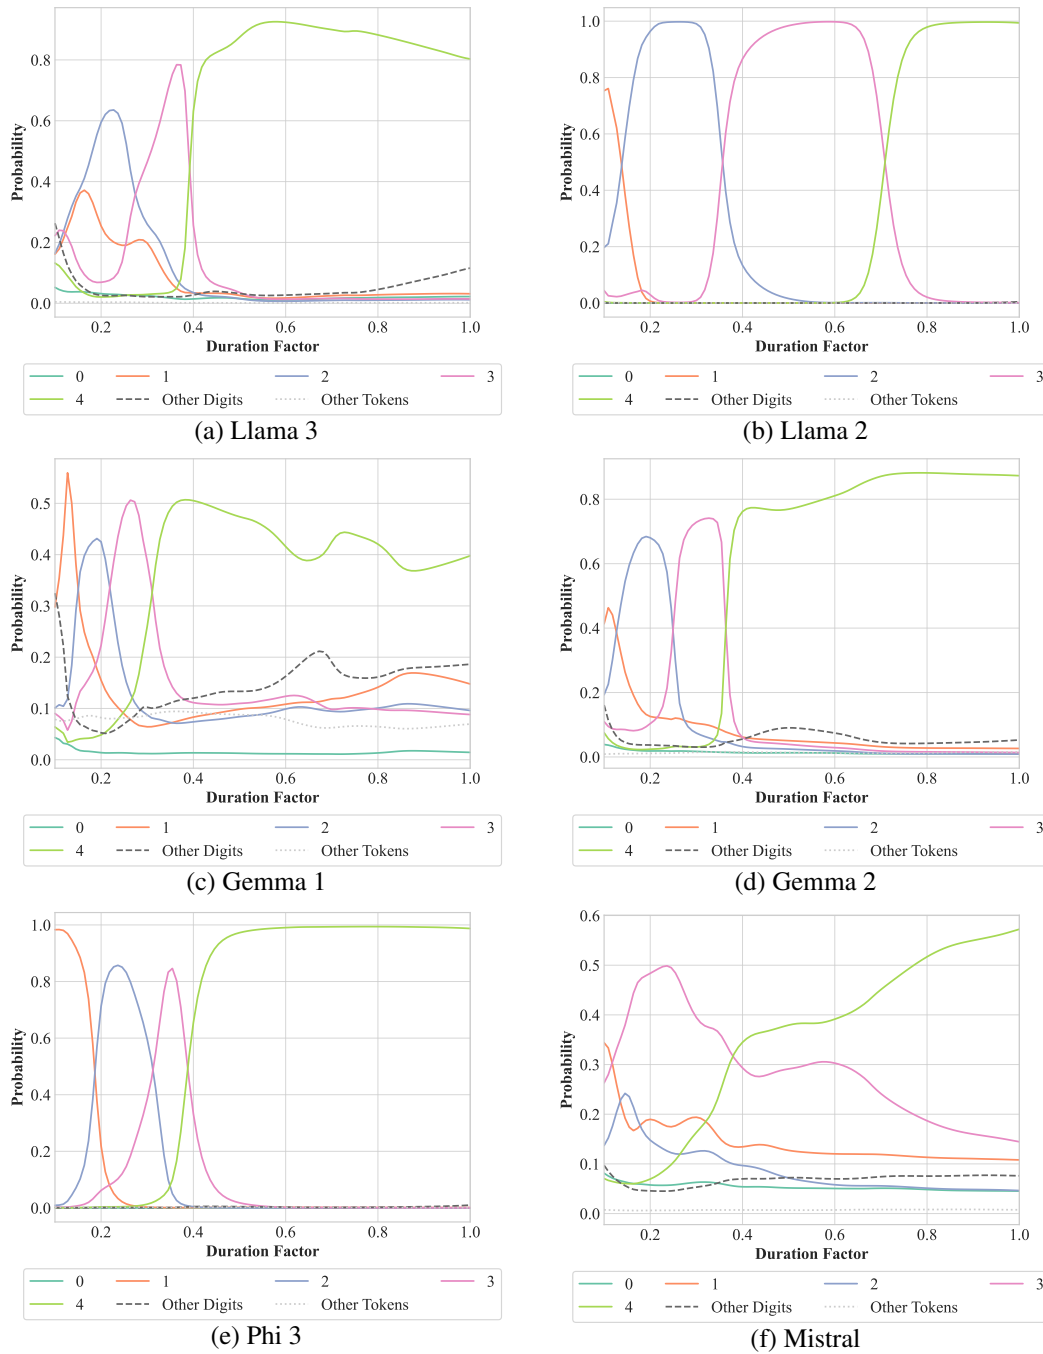 0.8
0.6
0.4
0.2
0.0
Probability
0.2 0.4 0.6 0.8 1.0
Duration Factor
0 1 2 3
4 Other Digits Other Tokens
(a) Llama 3
1.0
0.8
0.6
0.4
0.2
0.0
Probability
0.2 0.4 0.6 0.8 1.0
Duration Factor
0 1 2 3
4 Other Digits Other Tokens
(b) Llama 2
0.5
0.4
0.3
0.2
0.1
0.0
Probability
0.2 0.4 0.6 0.8 1.0
Duration Factor
0 1 2 3
4 Other Digits Other Tokens
(c) Gemma 1
0.8
0.6
0.4
0.2
0.0
Probability
0.2 0.4 0.6 0.8 1.0
Duration Factor
0 1 2 3
4 Other Digits Other Tokens
(d) Gemma 2
1.0
0.8
0.6
0.4
0.2
0.0
Probability
0.2 0.4 0.6 0.8 1.0
Duration Factor
0 1 2 3
4 Other Digits Other Tokens
(e) Phi 3
0.6
0.5
0.4
0.3
0.2
0.1
0.0
Probability
0.2 0.4 0.6 0.8 1.0
Duration Factor
0 1 2 3
4 Other Digits Other Tokens
(f) Mistral